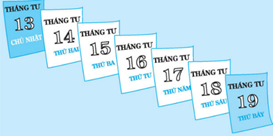 THÁNG TƯ
13
CHỦ NHẬT
THÁNG TƯ
14
THỨ HAI
THÁNG TƯ
15
THỨ BA
THÁNG TƯ
16
THỨ TƯ
THÁNG TƯ
17
THỨ NĂM
THÁNG TƯ
18
THỨ SÁU
THÁNG TƯ
19
THỨ BẢY